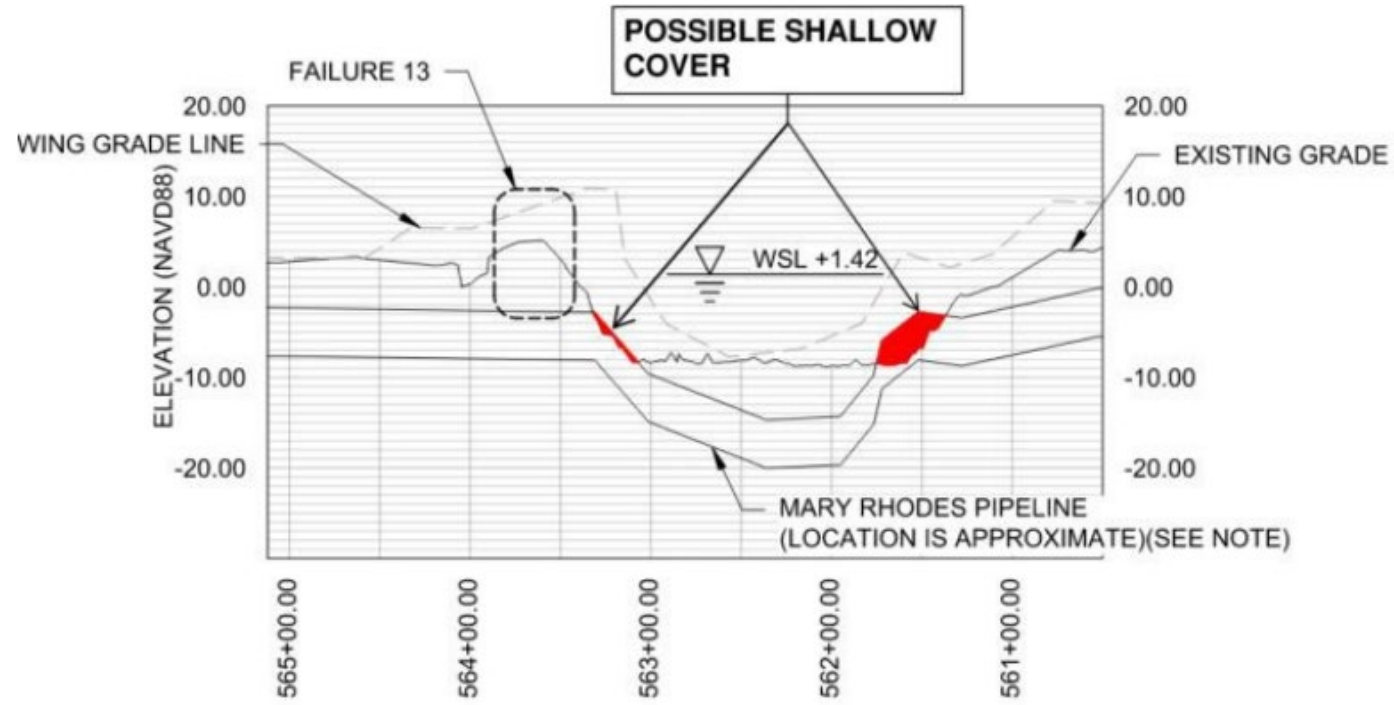 POSSIBLE SHALLOW
COVER
FAILURE 13
20.00
20.00
WING GRADE LINE
EXISTING GRADE
ELEVATION (NAVD88)
10.00
10.00
WSL +1.42
0.00
0.00
-10.00
-10.00
-20.00
-20.00
MARY RHODES PIPELINE
(LOCATION IS APPROXIMATE)(SEE NOTE)
565+00.00
564+00.00
563+00.00
562+00.00
561+00.00